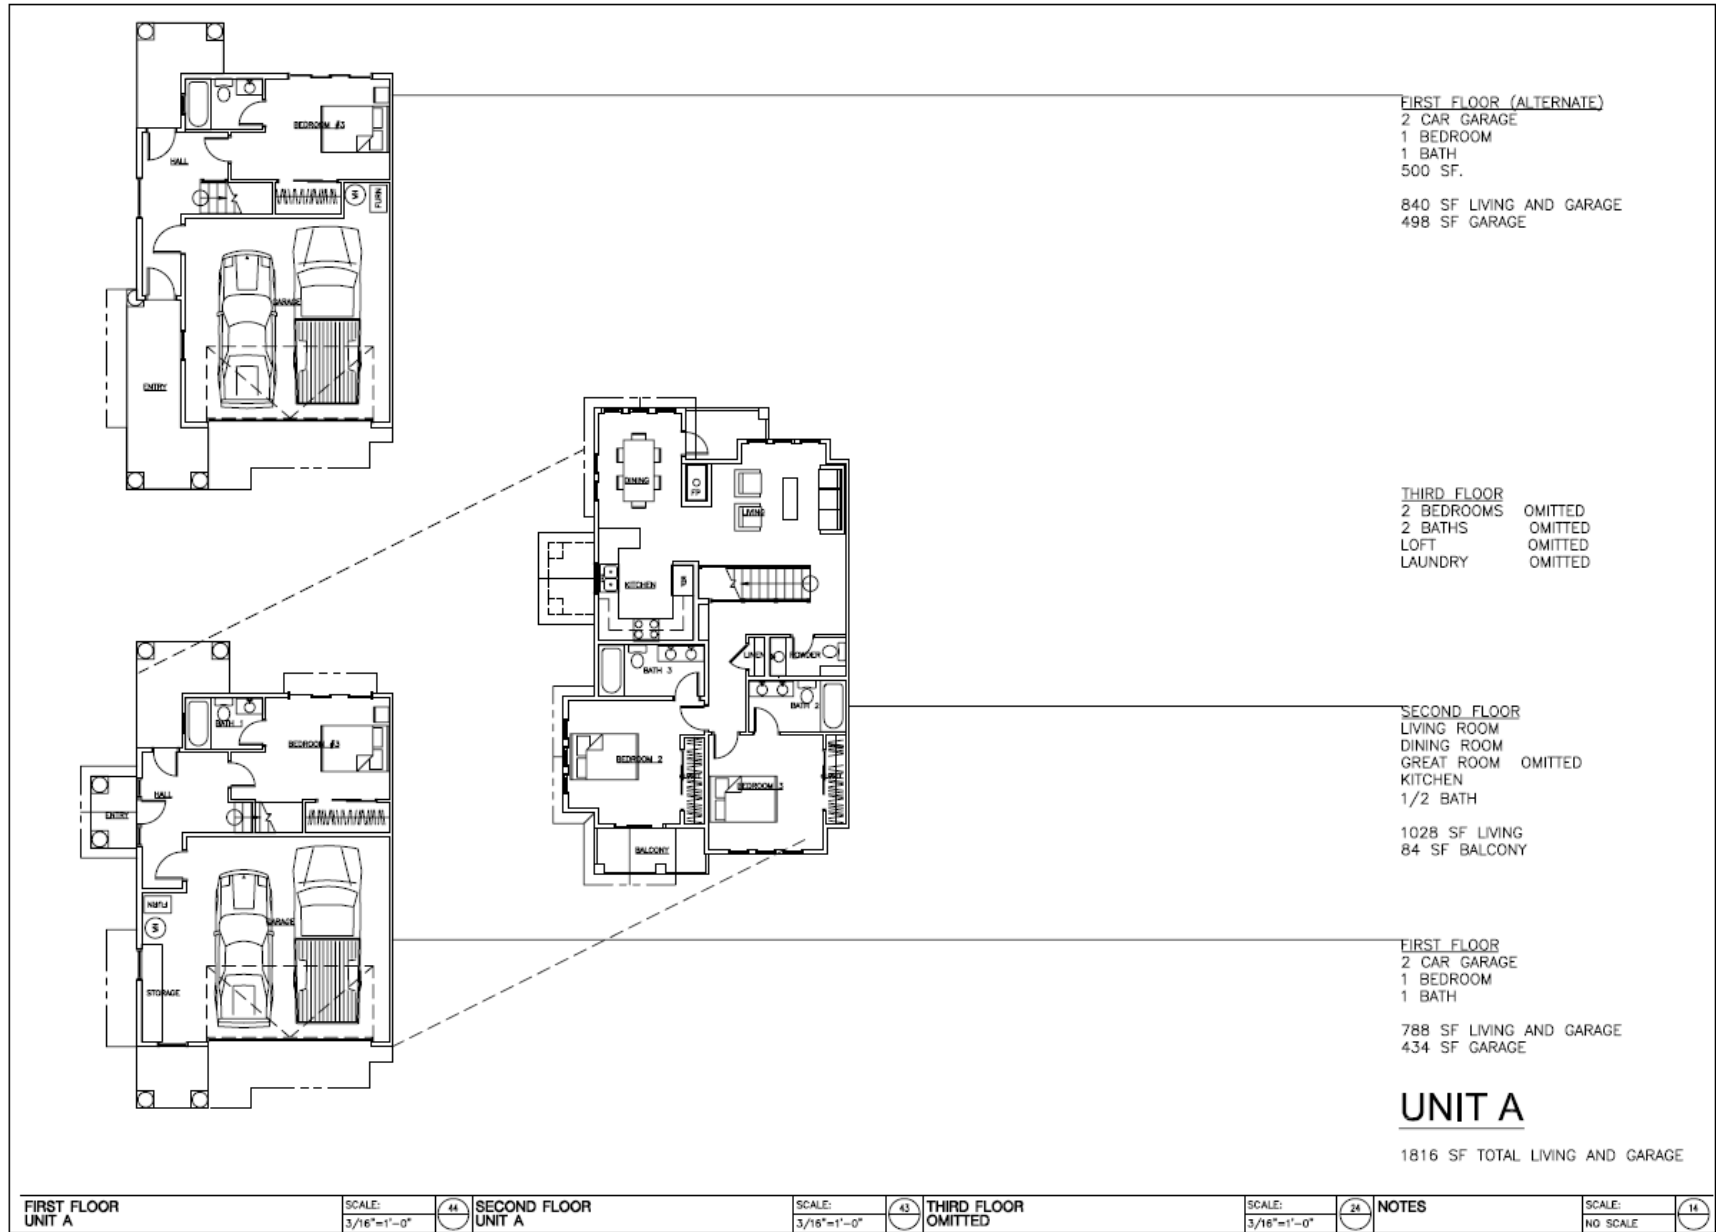 BEDROOM #3
HALL
WH
FURN
GARAGE
ENTRY
FIRST FLOOR (ALTERNATE)
2 CAR GARAGE
1 BEDROOM
1 BATH
500 SF.
840 SF LIVING AND GARAGE
498 SF GARAGE
DINING
FP
LIVING
KITCHEN
LINEN
POWDER
BATH 3
BATH 2
BEDROOM 2
BEDROOM 3
BALCONY
THIRD FLOOR
2 BEDROOMS OMITTED
2 BATHS OMITTED
LOFT OMITTED
LAUNDRY OMITTED
BATH 1
BEDROOM #3
HALL
ENTRY
FURN
GARAGE
STORAGE
SECOND FLOOR
LIVING ROOM
DINING ROOM
GREAT ROOM OMITTED
KITCHEN
1/2 BATH
1028 SF LIVING
84 SF BALCONY
FIRST FLOOR
2 CAR GARAGE
1 BEDROOM
1 BATH
788 SF LIVING AND GARAGE
434 SF GARAGE
UNIT A
1816 SF TOTAL LIVING AND GARAGE
FIRST FLOOR
UNIT A
SCALE:
3/16"=1'-0"
44
SECOND FLOOR
UNIT A
SCALE:
3/16"=1'-0"
43
THIRD FLOOR
OMITTED
SCALE:
3/16"=1'-0"
24
NOTES
SCALE:
NO SCALE
14